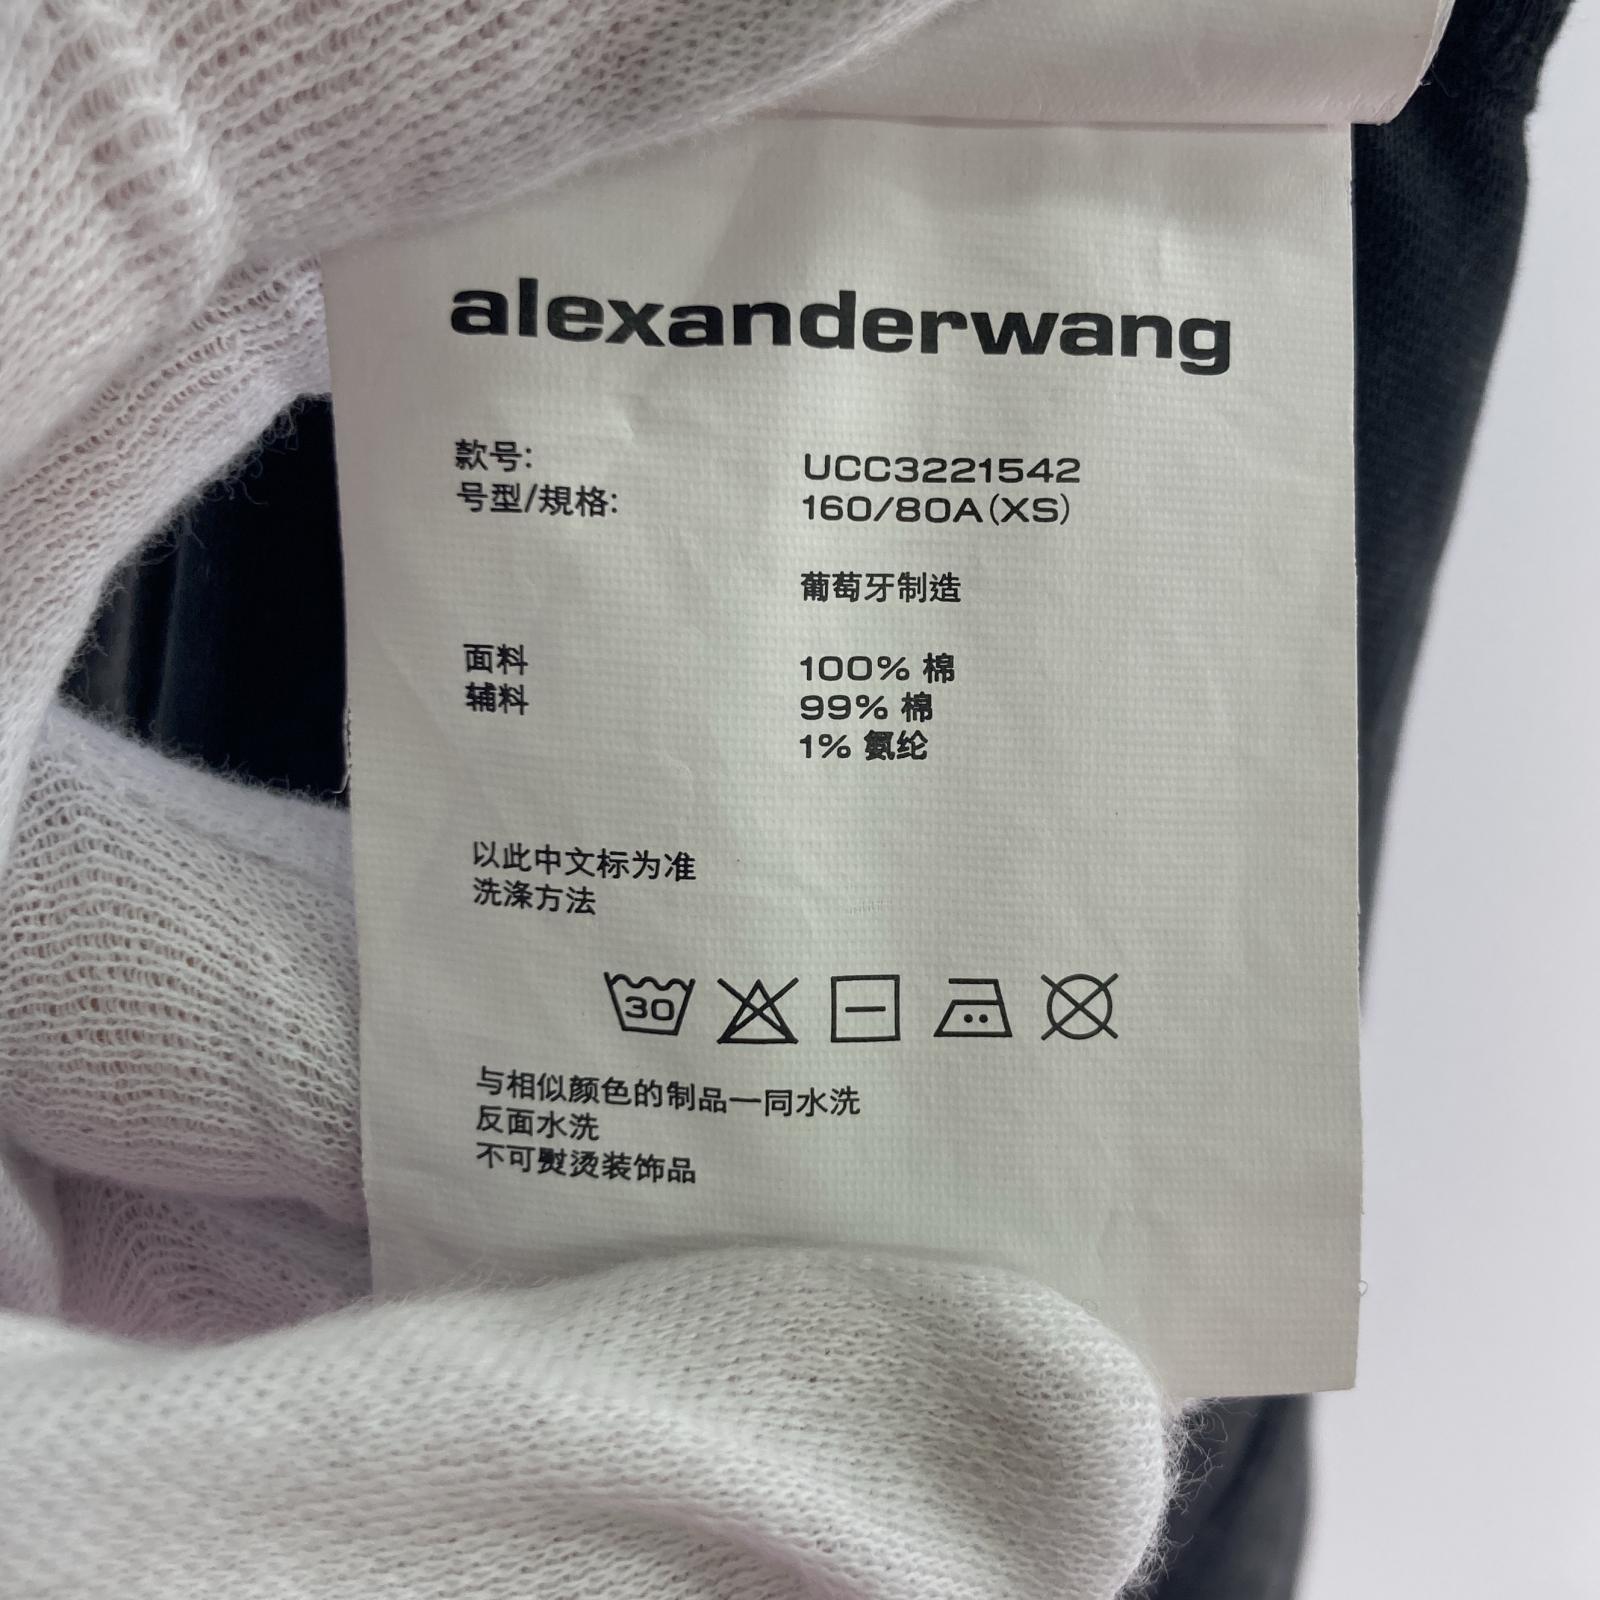 alexanderwang
款号: UCC3221542
号型/規格: 160/80A(XS)
葡萄牙制造
面料 100% 棉
辅料 99% 棉
1% 氨纶
以此中文标为准
洗涤方法
30
与相似颜色的制品一同水洗
反面水洗
不可熨烫装饰品